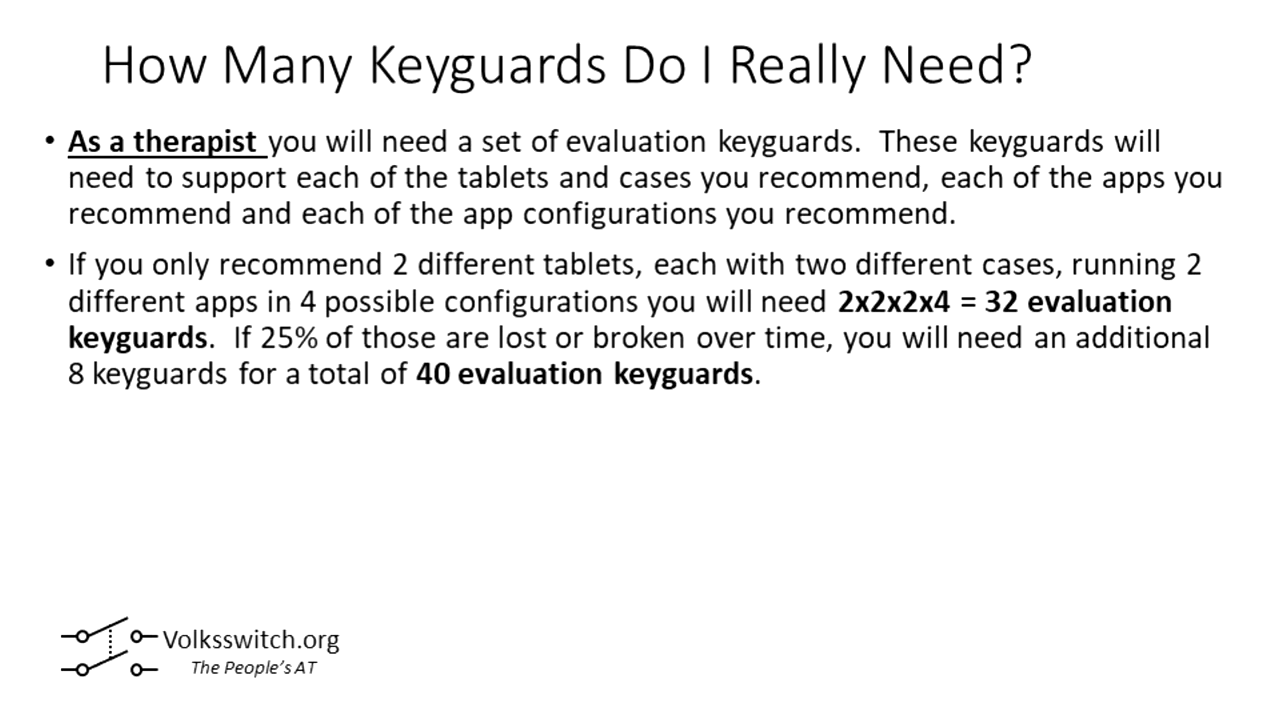 How Many Keyguards Do I Really Need?
• As a therapist you will need a set of evaluation keyguards.  These keyguards will
need to support each of the tablets and cases you recommend, each of the apps you
recommend and each of the app configurations you recommend.
• If you only recommend 2 different tablets, each with two different cases, running 2
different apps in 4 possible configurations you will need 2x2x2x4 = 32 evaluation
keyguards.  If 25% of those are lost or broken over time, you will need an additional
8 keyguards for a total of 40 evaluation keyguards.
Volksswitch.org
The People's AT